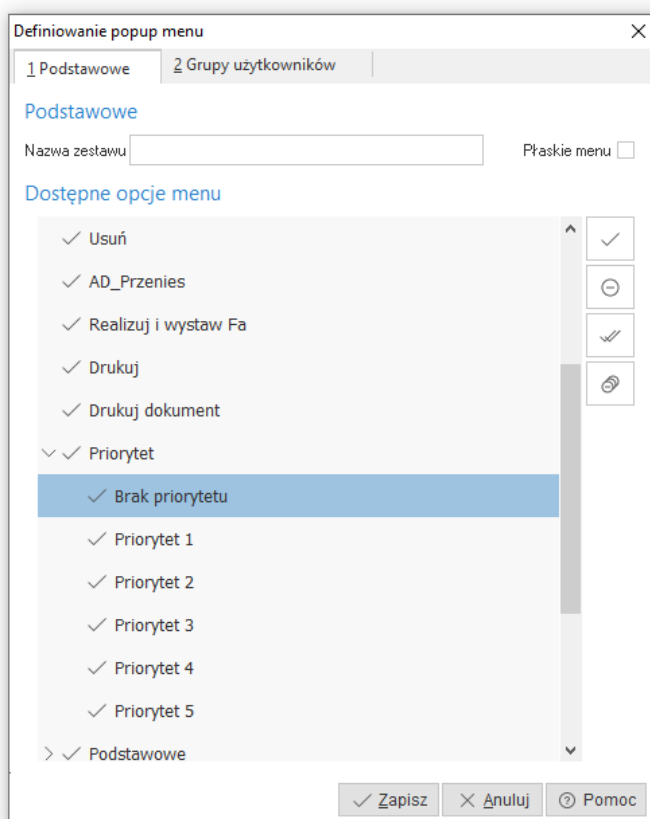 Definiowanie popup menu
1 Podstawowe
2 Grupy użytkowników
Podstawowe
Nazwa zestawu
Płaskie menu
Dostępne opcje menu
Usuń
AD_Przenies
Realizuj i wystaw Fa
Drukuj
Drukuj dokument
Priorytet
Brak priorytetu
Priorytet 1
Priorytet 2
Priorytet 3
Priorytet 4
Priorytet 5
Podstawowe
Zapisz
Anuluj
Pomoc